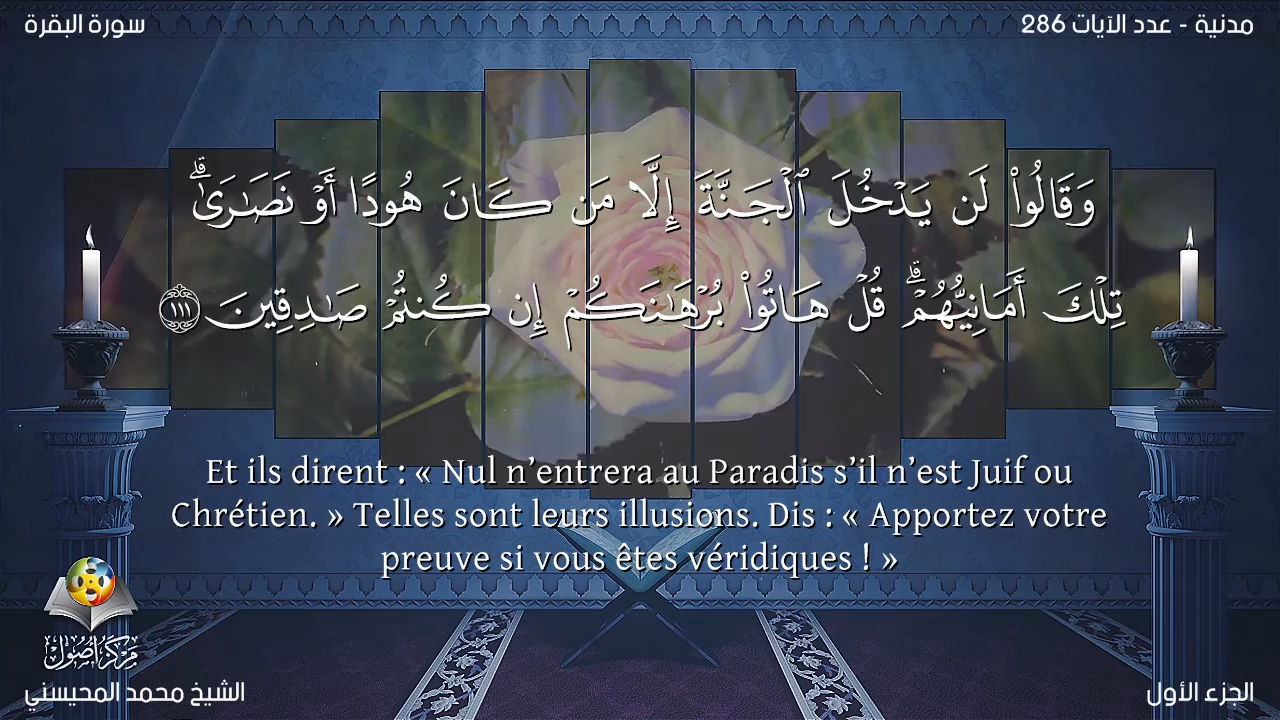 سورة البقرة
مدنية - عدد الآيات 286
وَقَالُوا۟ لَن يَدْخُلَ ٱلْجَنَّةَ إِلَّا مَن كَانَ هُودًا أَوْ نَصَـٰرَىٰ ۗ
تِلْكَ أَمَانِيُّهُمْ ۗ قُلْ هَاتُوا۟ بُرْهَـٰنَكُمْ إِن كُنتُمْ صَـٰدِقِينَ ١١١
Et ils dirent : « Nul n’entrera au Paradis s’il n’est Juif ou
Chrétien. » Telles sont leurs illusions. Dis : « Apportez votre
preuve si vous êtes véridiques ! »
مركز أصول
الشيخ محمد المحيسني
الجزء الأول